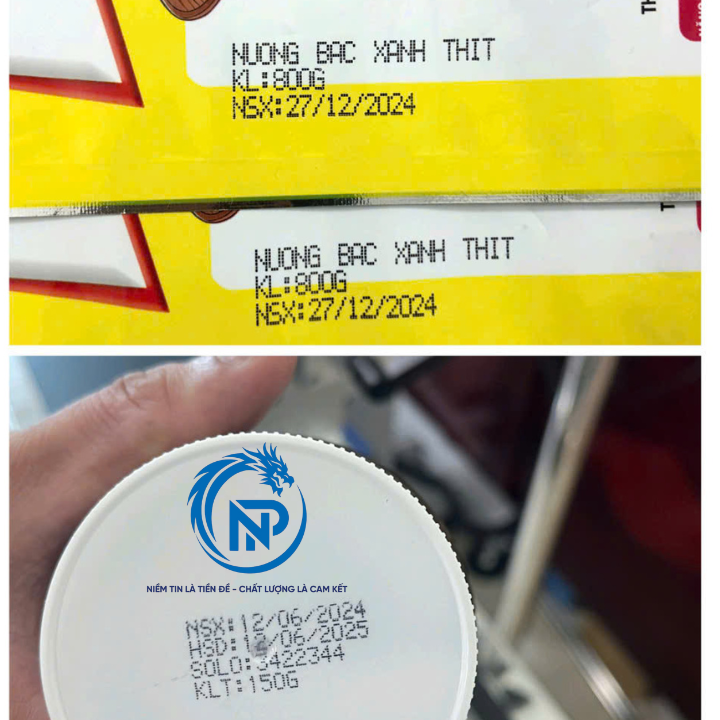 NUONG BAC XANH THIT
KL:800G
NSX:27/12/2024
NUONG BAC XANH THIT
KL:800G
NSX:27/12/2024
NP
NIỀM TIN LÀ TIỀN ĐỀ - CHẤT LƯỢNG LÀ CAM KẾT
NSX:12/06/2024
HSD:12/06/2025
SOLO:3422344
KLT:150G